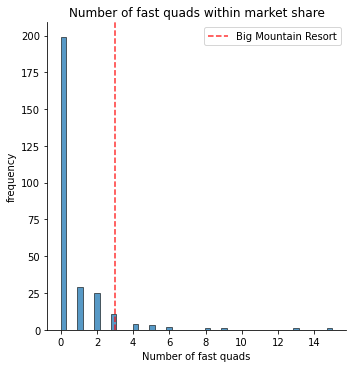 Number of fast quads within market share
Big Mountain Resort
frequency
200
175
150
125
100
75
50
25
0
0 2 4 6 8 10 12 14
Number of fast quads